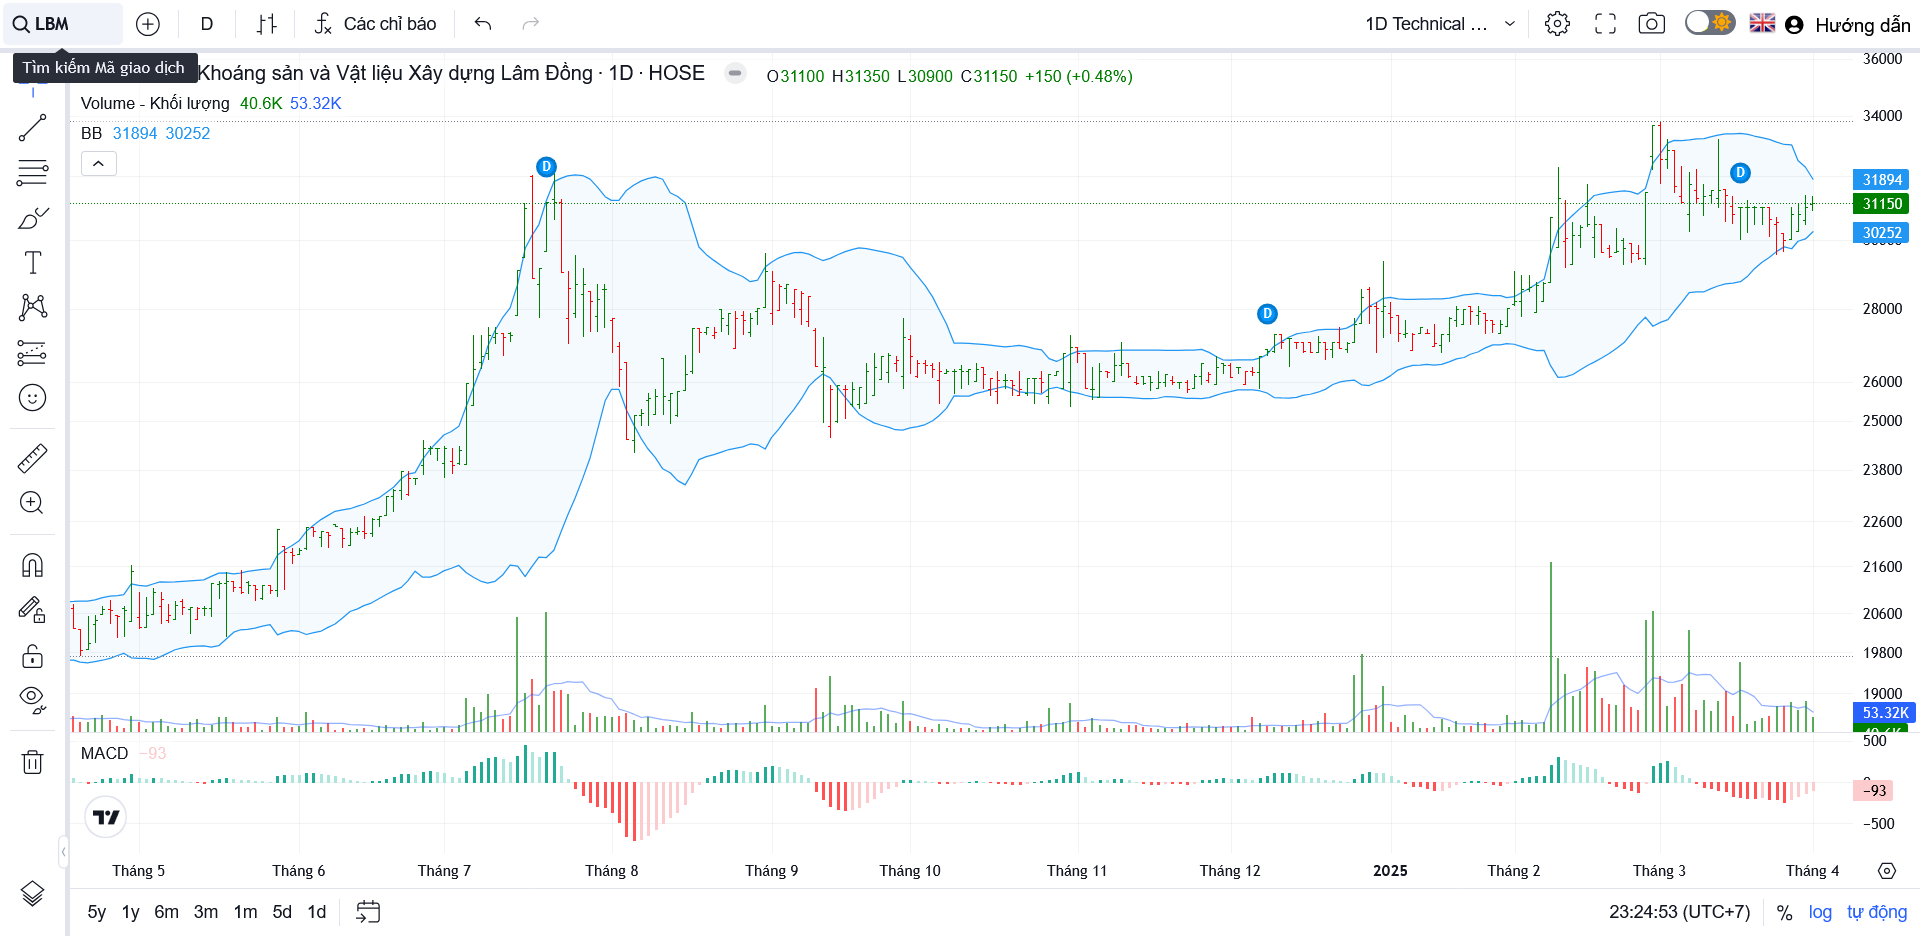 LBM
D
Các chỉ báo
1D Technical ...
Hướng dẫn
Tìm kiếm Mã giao dịch
Khoáng sản và Vật liệu Xây dựng Lâm Đồng · 1D · HOSE
O31100 H31350 L30900 C31150 +150 (+0.48%)
Volume - Khối lượng 40.6K 53.32K
BB 31894 30252
D
D
D
36000
34000
31894
31150
30252
28000
26000
25000
23800
22600
21600
20600
19800
19000
53.32K
500
−93
−500
MACD −93
Tháng 5
Tháng 6
Tháng 7
Tháng 8
Tháng 9
Tháng 10
Tháng 11
Tháng 12
2025
Tháng 2
Tháng 3
Tháng 4
5y 1y 6m 3m 1m 5d 1d
23:24:53 (UTC+7)
% log tự động